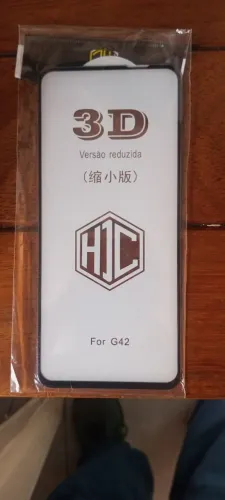 3D
Versão reduzida
(缩小版)
HJC
For G42